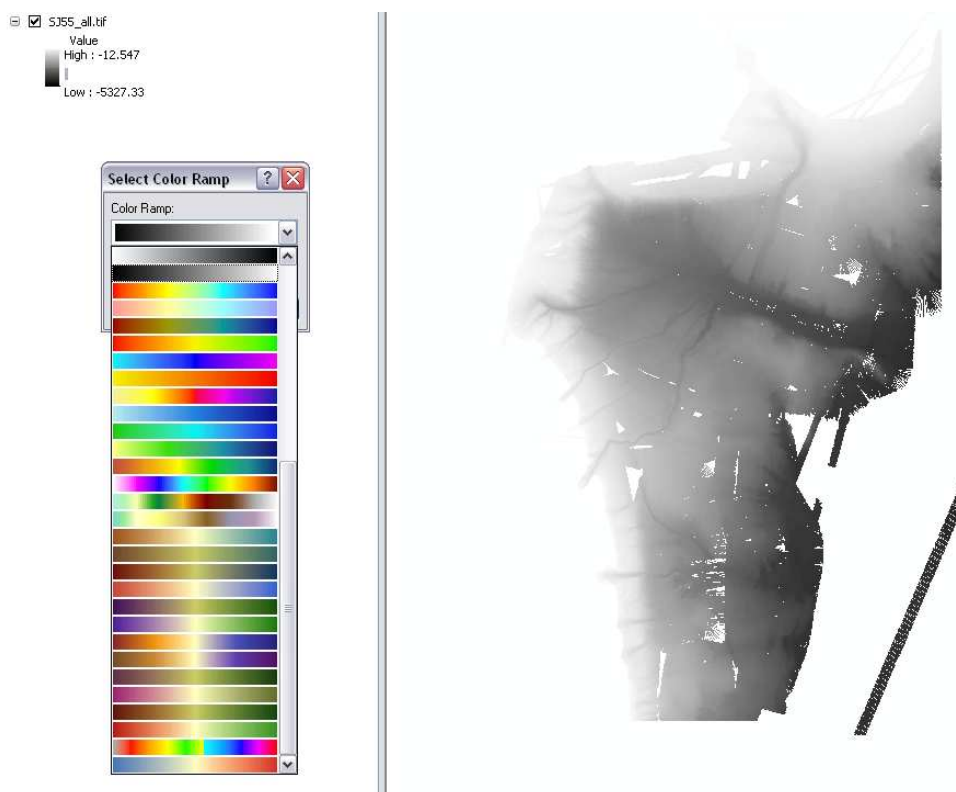 SJ55_all.tif
Value
High : -12.547
Low : -5327.33
Select Color Ramp
Color Ramp: